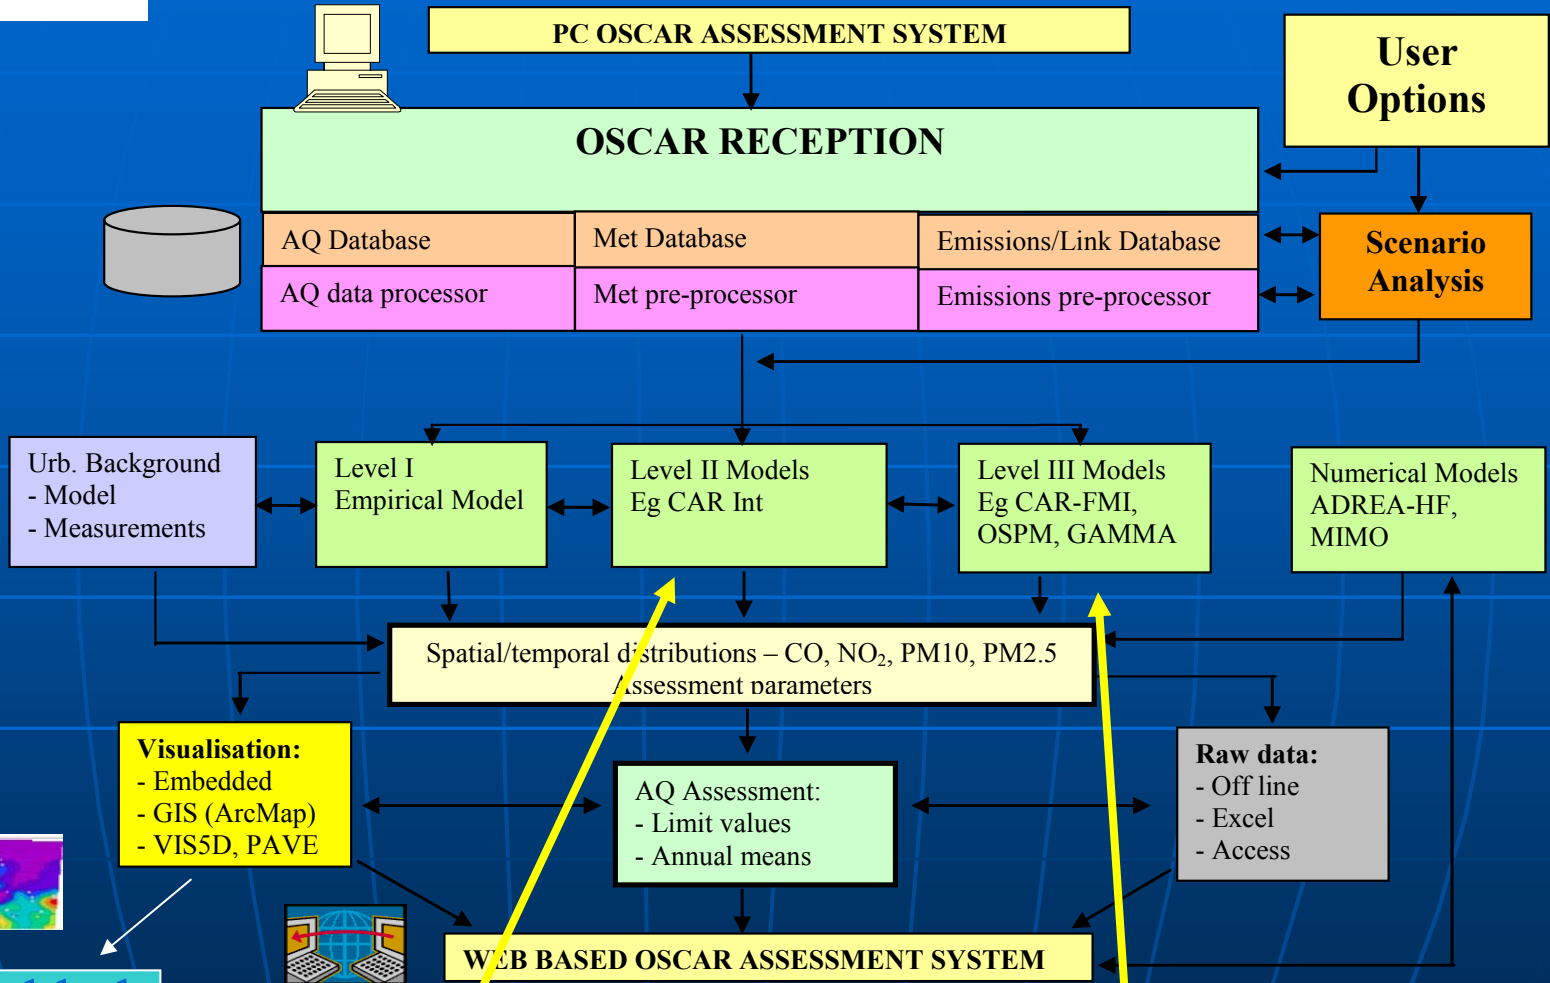 PC OSCAR ASSESSMENT SYSTEM
User
Options
OSCAR RECEPTION
AQ Database
Met Database
Emissions/Link Database
AQ data processor
Met pre-processor
Emissions pre-processor
Scenario
Analysis
Urb. Background
- Model
- Measurements
Level I
Empirical Model
Level II Models
Eg CAR Int
Level III Models
Eg CAR-FMI,
OSPM, GAMMA
Numerical Models
ADREA-HF,
MIMO
Spatial/temporal distributions – CO, NO₂, PM10, PM2.5
Assessment parameters
Visualisation:
- Embedded
- GIS (ArcMap)
- VIS5D, PAVE
AQ Assessment:
- Limit values
- Annual means
Raw data:
- Off line
- Excel
- Access
WEB BASED OSCAR ASSESSMENT SYSTEM